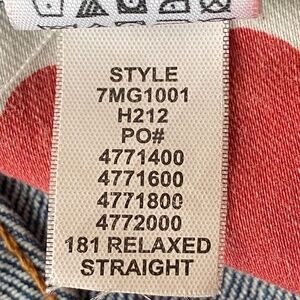 STYLE
7MG1001
H212
PO#
4771400
4771600
4771800
4772000
181 RELAXED
STRAIGHT